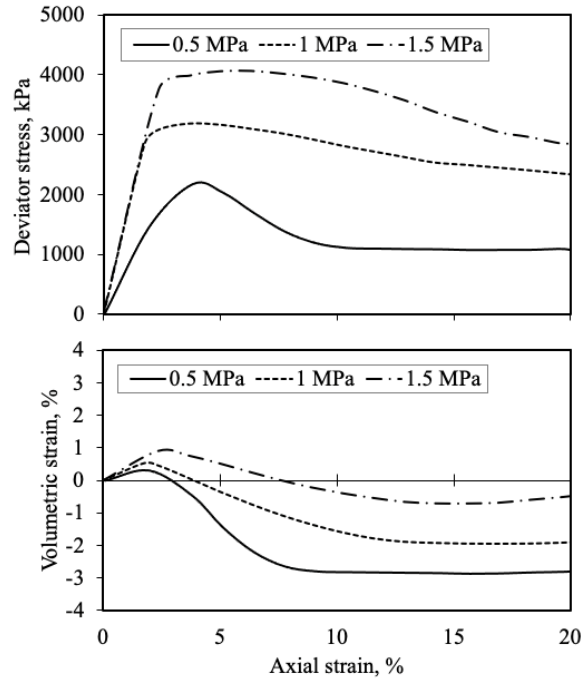 5000
4000
3000
2000
1000
0
Deviator stress, kPa
0.5 MPa 1 MPa 1.5 MPa
4
3
2
1
0
-1
-2
-3
-4
Volumetric strain, %
0.5 MPa 1 MPa 1.5 MPa
0 5 10 15 20
Axial strain, %